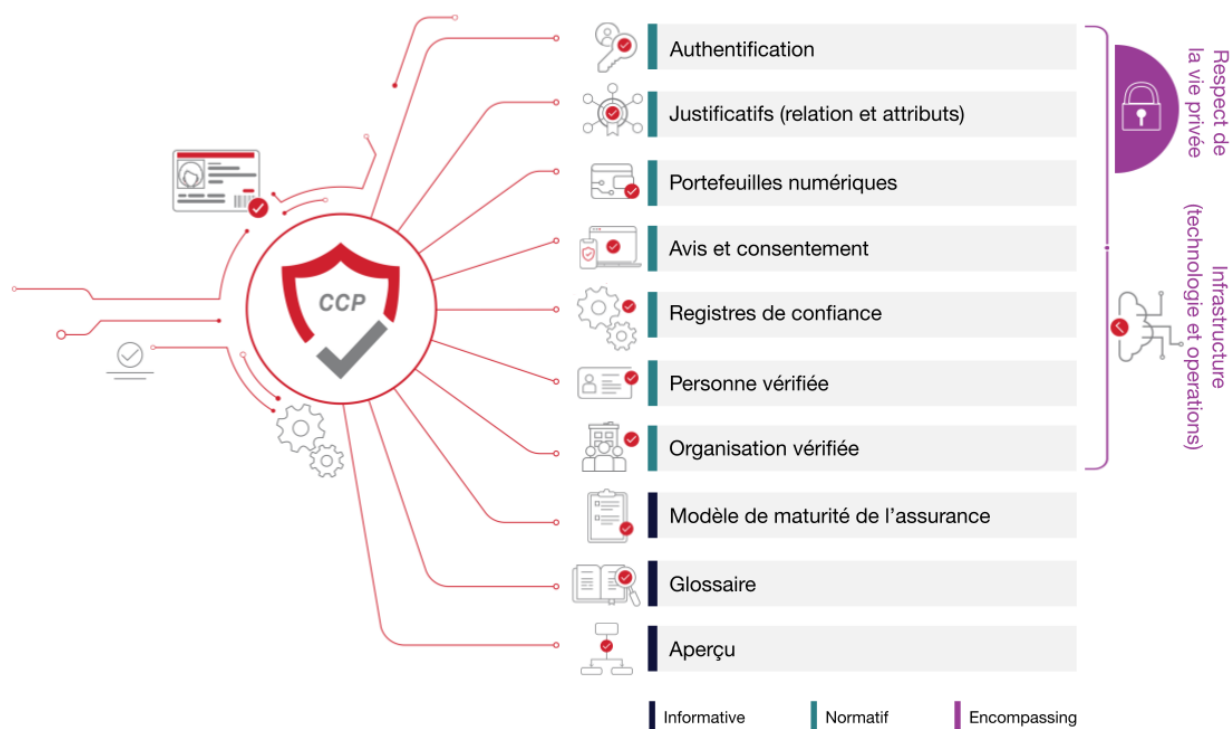 CCP
Authentification
Justificatifs (relation et attributs)
Portefeuilles numériques
Avis et consentement
Registres de confiance
Personne vérifiée
Organisation vérifiée
Modèle de maturité de l’assurance
Glossaire
Aperçu
Respect de
la vie privée
Infrastructure
(technologie et operations)
Informative
Normatif
Encompassing